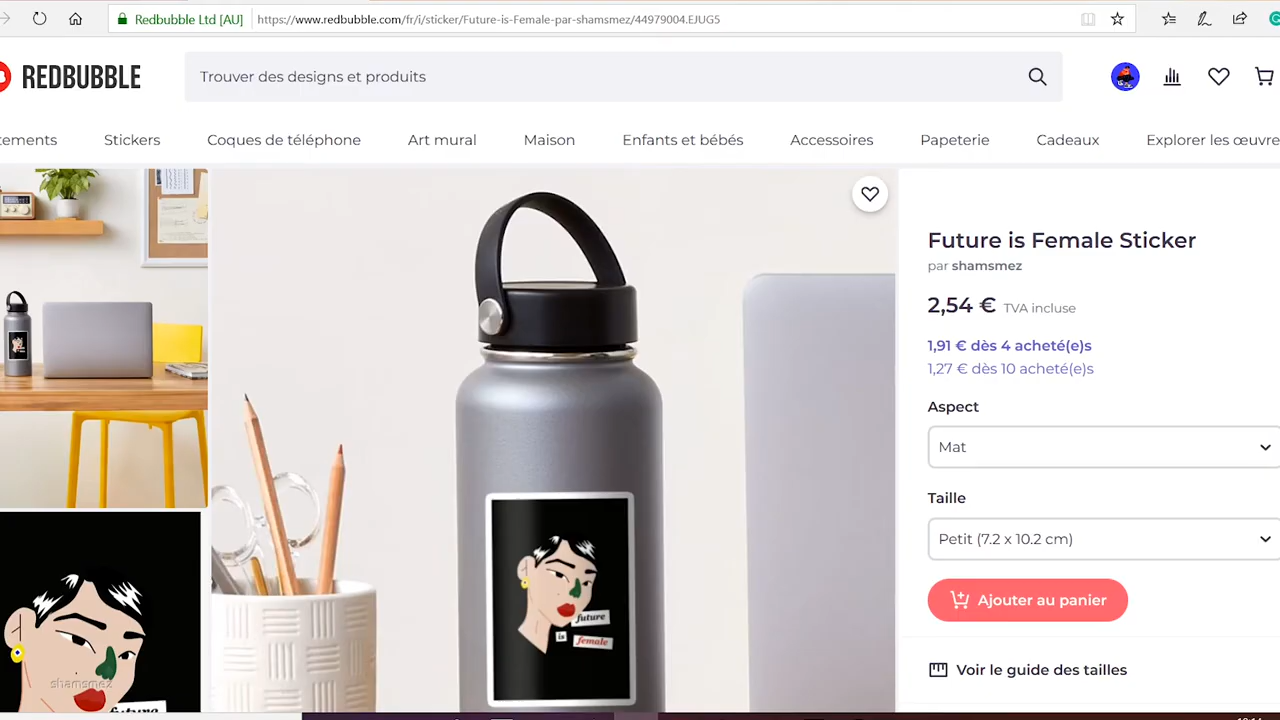 Redbubble Ltd [AU]
https://www.redbubble.com/fr/i/sticker/Future-is-Female-par-shamsmez/44979004.EJUG5
REDBUBBLE
Trouver des designs et produits
tements
Stickers
Coques de téléphone
Art mural
Maison
Enfants et bébés
Accessoires
Papeterie
Cadeaux
Explorer les œuvre
future
is
female
shamsmez
future
Future is Female Sticker
par shamsmez
2,54 € TVA incluse
1,91 € dès 4 acheté(e)s
1,27 € dès 10 acheté(e)s
Aspect
Mat
Taille
Petit (7.2 x 10.2 cm)
Ajouter au panier
Voir le guide des tailles